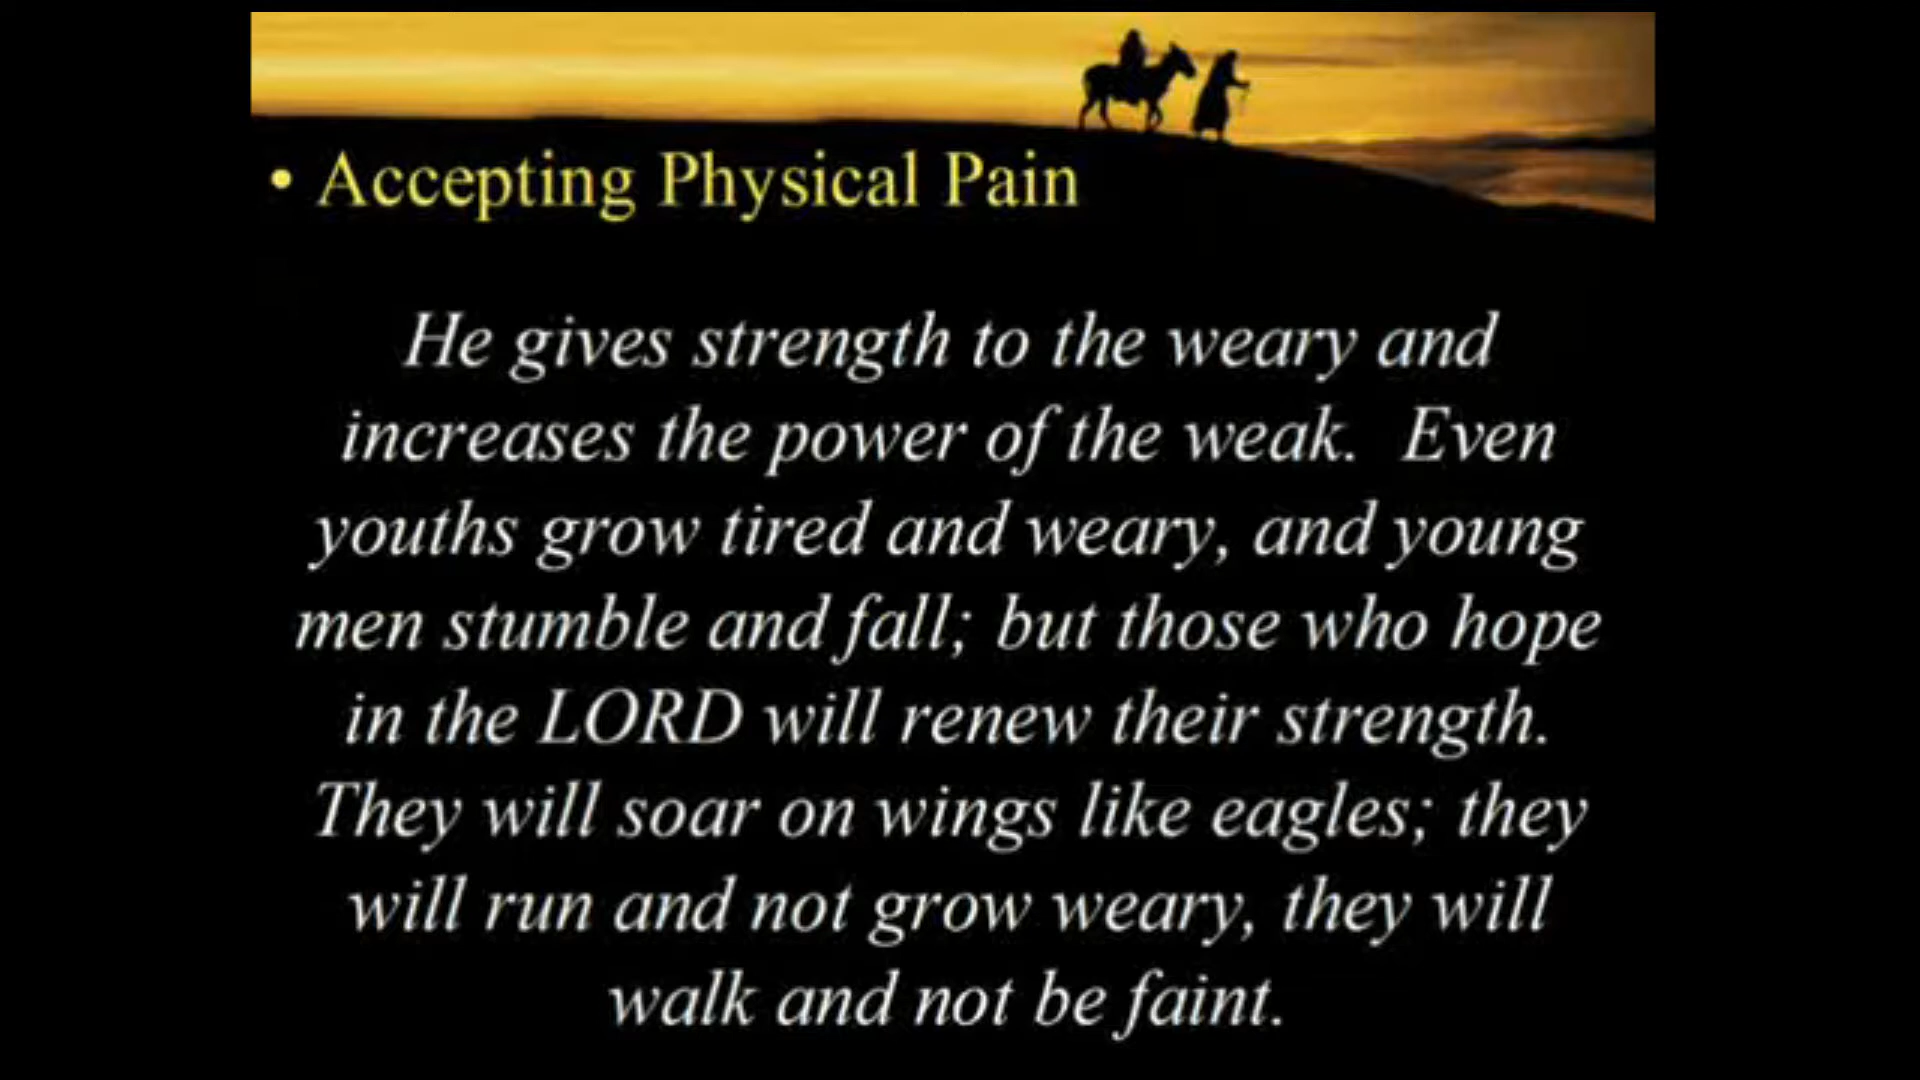 • Accepting Physical Pain
He gives strength to the weary and
increases the power of the weak.  Even
youths grow tired and weary, and young
men stumble and fall; but those who hope
in the LORD will renew their strength.
They will soar on wings like eagles; they
will run and not grow weary, they will
walk and not be faint.